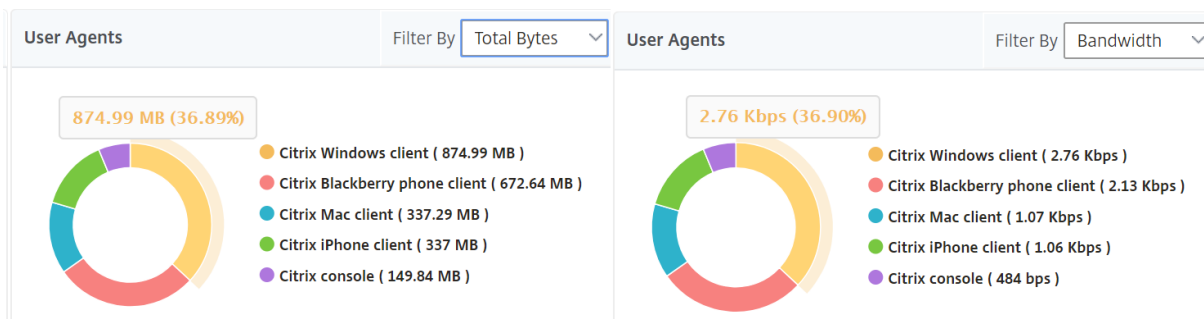 User Agents
Filter By
Total Bytes
874.99 MB (36.89%)
Citrix Windows client ( 874.99 MB )
Citrix Blackberry phone client ( 672.64 MB )
Citrix Mac client ( 337.29 MB )
Citrix iPhone client ( 337 MB )
Citrix console ( 149.84 MB )
User Agents
Filter By
Bandwidth
2.76 Kbps (36.90%)
Citrix Windows client ( 2.76 Kbps )
Citrix Blackberry phone client ( 2.13 Kbps )
Citrix Mac client ( 1.07 Kbps )
Citrix iPhone client ( 1.06 Kbps )
Citrix console ( 484 bps )